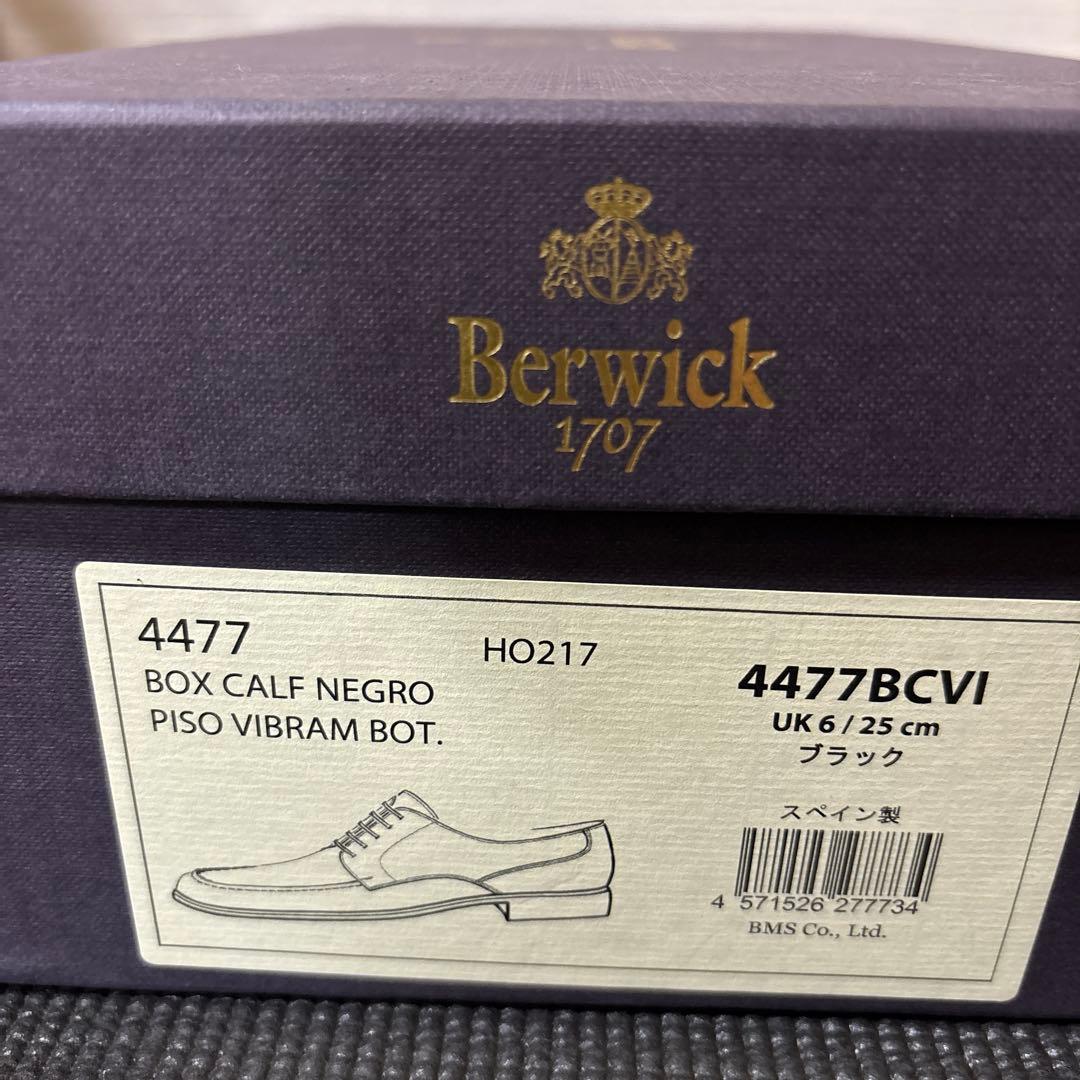 Berwick
1707
4477
HO217
BOX CALF NEGRO
PISO VIBRAM BOT.
4477BCVI
UK 6 / 25 cm
ブラック
スペイン製
4 571526 277734
BMS Co., Ltd.